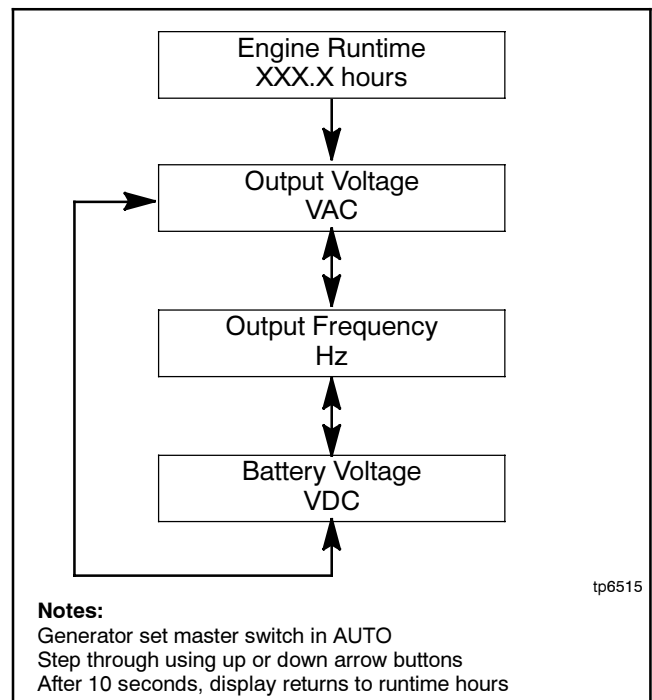 Engine Runtime
XXX.X hours
Output Voltage
VAC
Output Frequency
Hz
Battery Voltage
VDC
tp6515
Notes:
Generator set master switch in AUTO
Step through using up or down arrow buttons
After 10 seconds, display returns to runtime hours